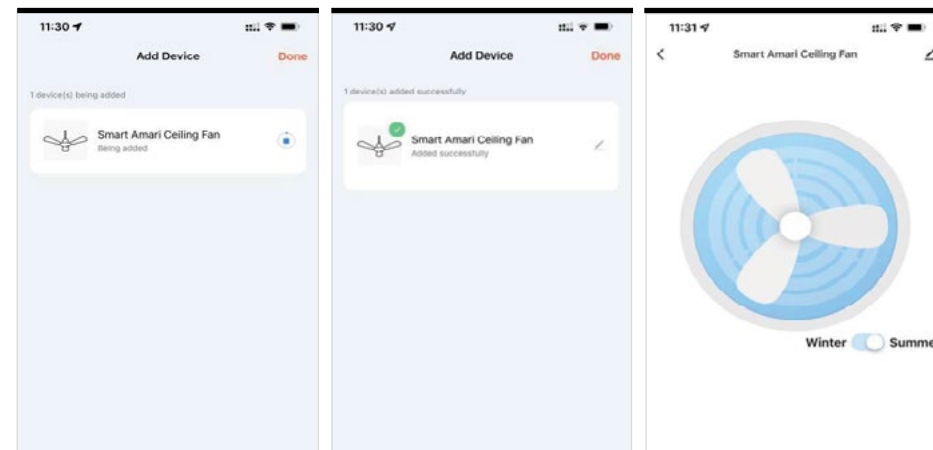 11:30
Add Device
Done
1 device(s) being added
Smart Amari Ceiling Fan
Being added
11:30
Add Device
Done
1 device(s) added successfully
Smart Amari Ceiling Fan
Added successfully
11:31
Smart Amari Ceiling Fan
Winter
Summe